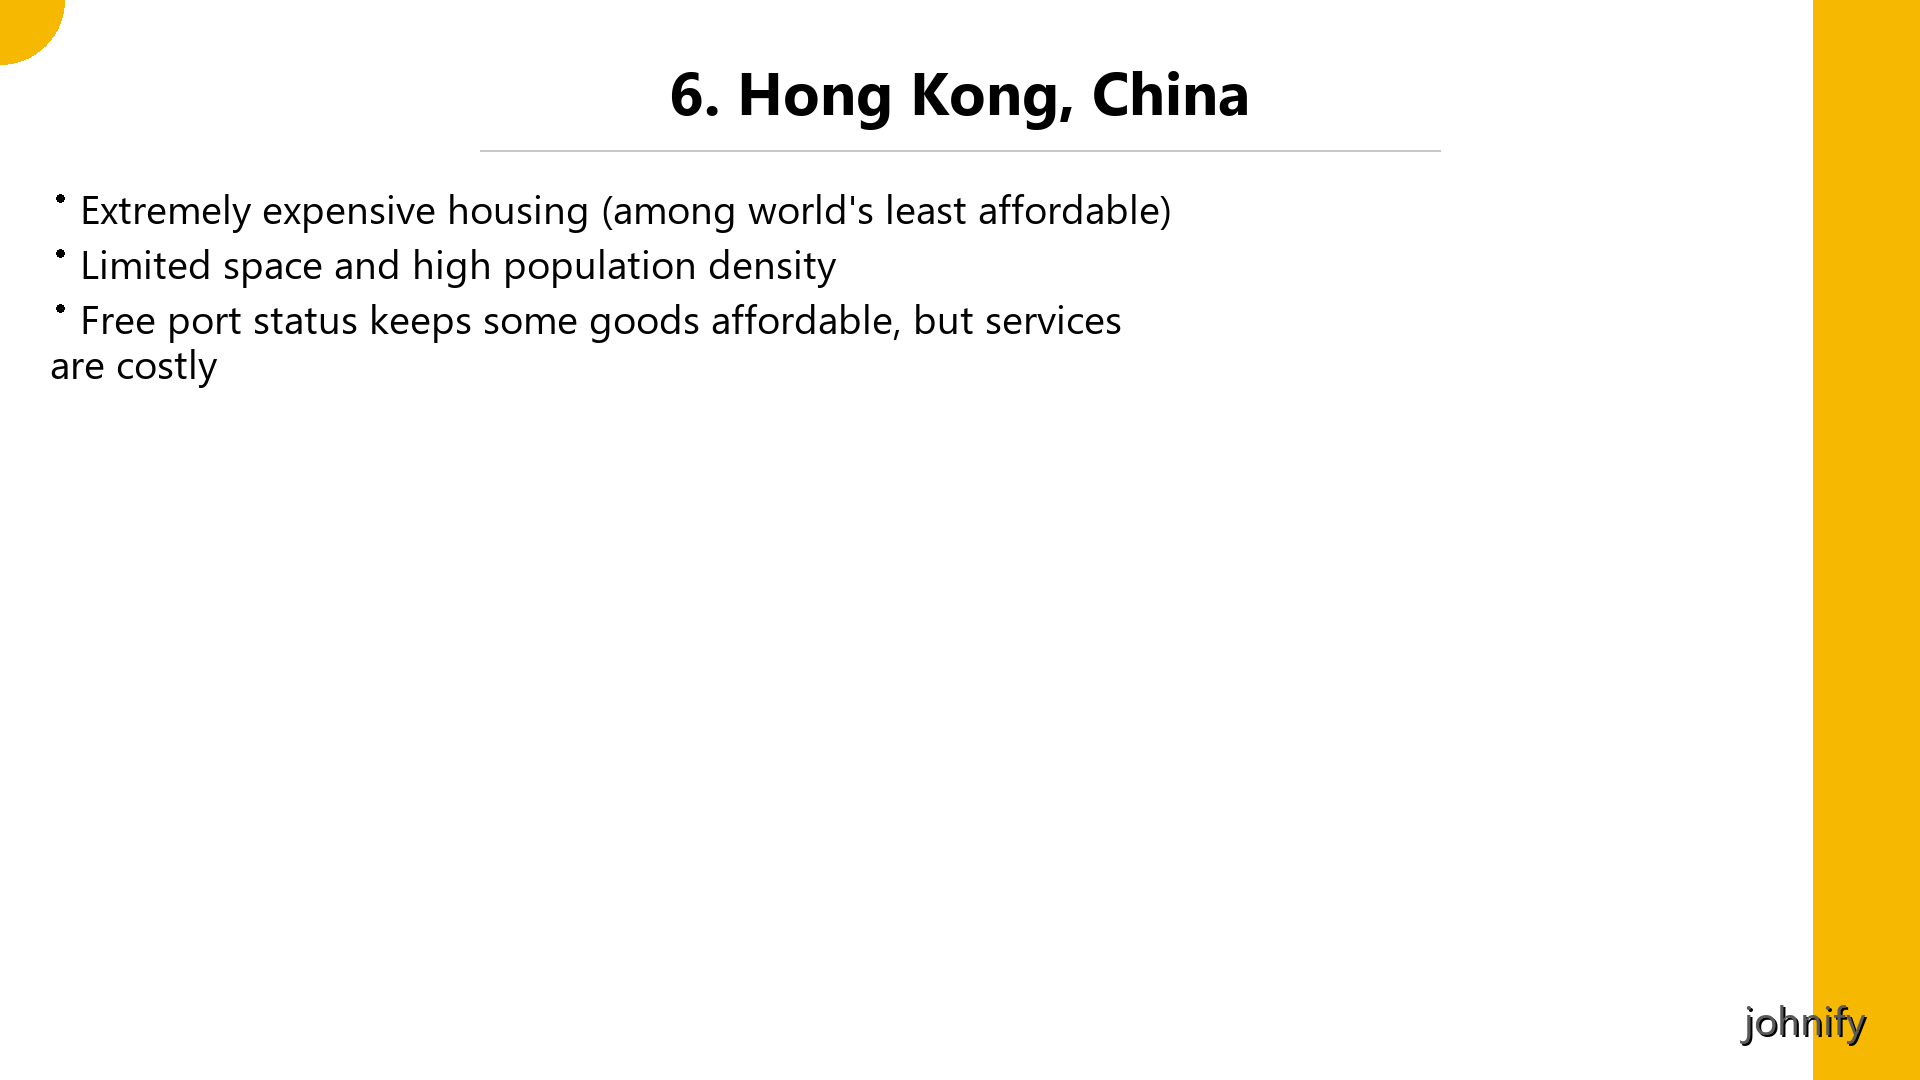 6. Hong Kong, China
• Extremely expensive housing (among world's least affordable)
• Limited space and high population density
• Free port status keeps some goods affordable, but services
are costly
johnify